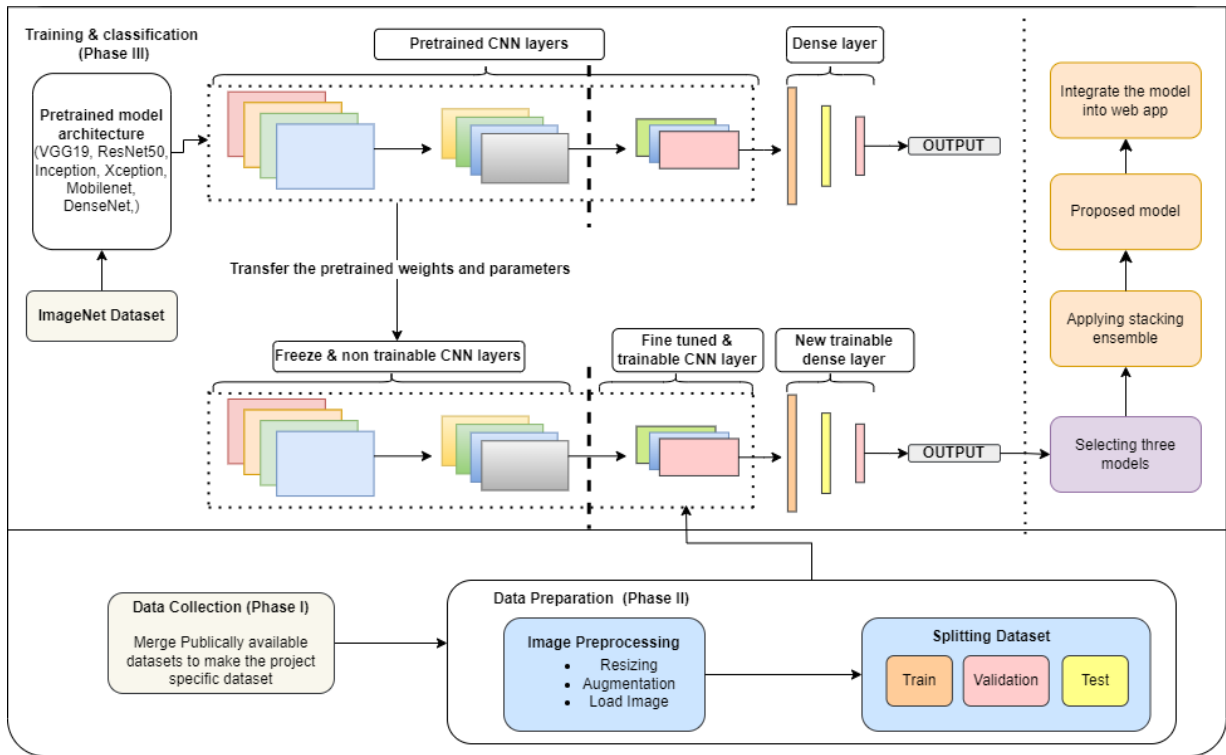 Training & classification
(Phase III)
Pretrained CNN layers
Dense layer
Pretrained model
architecture
(VGG19, ResNet50,
Inception, Xception,
Mobilenet,
DenseNet,)
OUTPUT
Integrate the model
into web app
Proposed model
Transfer the pretrained weights and parameters
ImageNet Dataset
Applying stacking
ensemble
Freeze & non trainable CNN layers
Fine tuned &
trainable CNN layer
New trainable
dense layer
OUTPUT
Selecting three
models
Data Collection (Phase I)
Merge Publically available
datasets to make the project
specific dataset
Data Preparation (Phase II)
Image Preprocessing
• Resizing
• Augmentation
• Load Image
Splitting Dataset
Train
Validation
Test